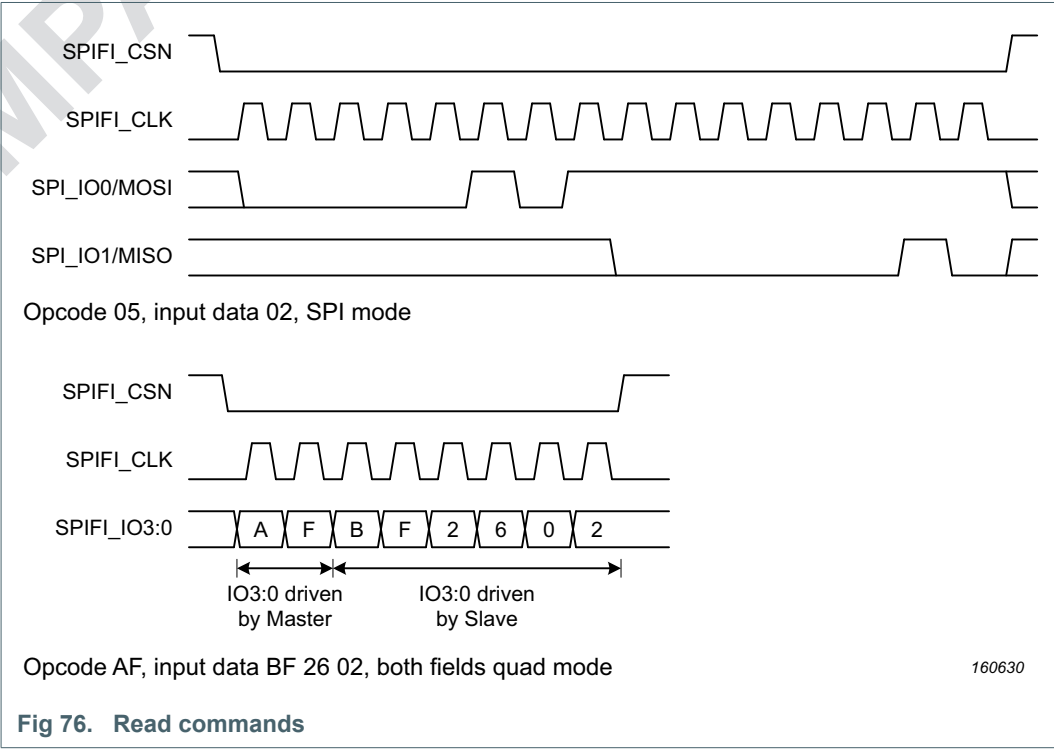 SPIFI_CSN
SPIFI_CLK
SPI_IO0/MOSI
SPI_IO1/MISO
Opcode 05, input data 02, SPI mode
SPIFI_CSN
SPIFI_CLK
SPIFI_IO3:0 A F B F 2 6 0 2
IO3:0 driven IO3:0 driven
by Master by Slave
Opcode AF, input data BF 26 02, both fields quad mode 160630
Fig 76. Read commands